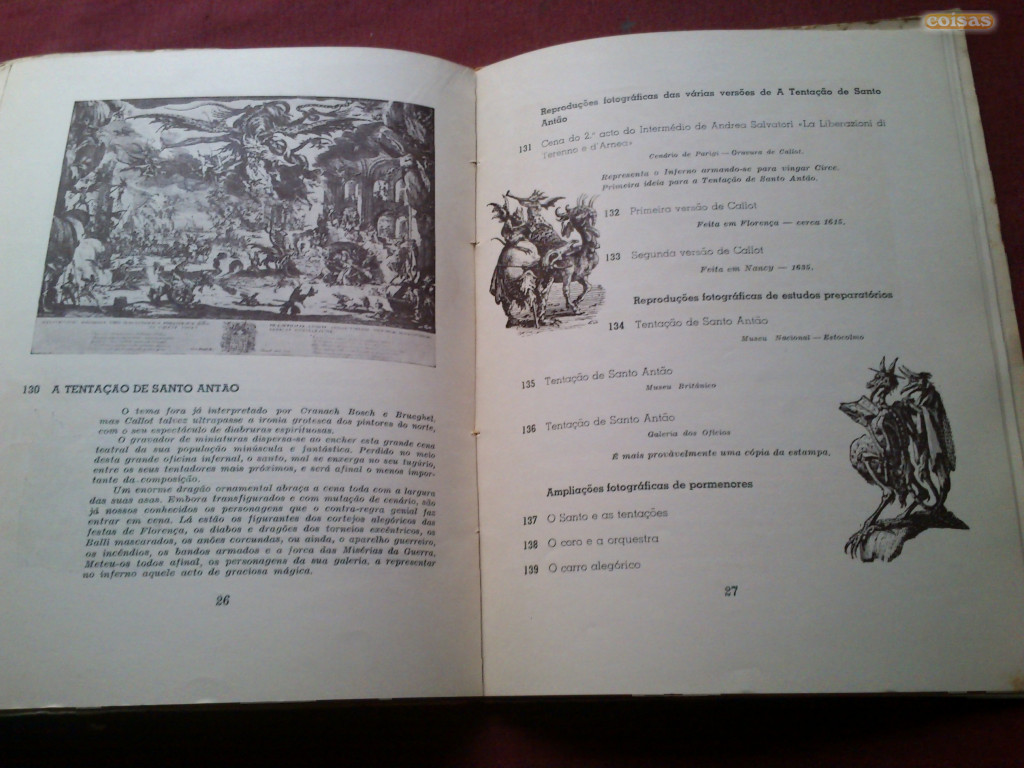 coisas
130 A TENTAÇÃO DE SANTO ANTÃO
O tema fora já interpretado por Cranach Bosch e Brueghel,
mas Callot talvez ultrapasse a ironia grotesca dos pintores do norte,
com o seu espectáculo de diabruras espirituosas.
O gravador de miniaturas dispersa-se ao encher esta grande cena
teatral da sua população minúscula e fantástica. Perdido no meio
desta grande oficina infernal, o santo, mal se enxerga no seu tugúrio,
entre os seus tentadores mais próximos, e será afinal o menos impor-
tante da composição.
Um enorme dragão ornamental abraça a cena toda com a largura
das suas asas. Embora transfigurados e com mutação de cenário, são
já nossos conhecidos os personagens que o contra-regra genial faz
entrar em cena. Lá estão os figurantes dos cortejos alegóricos das
festas de Florença, os diabos e dragões dos torneios excêntricos, os
Balli mascarados, os anões corcundas, ou ainda, o aparelho guerreiro,
os incêndios, os bandos armados e a forca das Misérias da Guerra.
Meteu-os todos afinal, os personagens da sua galeria, a representar
no inferno aquele acto de graciosa mágica.
26
Reproduções fotográficas das várias versões de A Tentação de Santo
Antão
131 Cena do 2.º acto do Intermédio de Andrea Salvatori «La Liberazioni di
Tirenno e d'Arnea»
Cenário de Parigi — Gravura de Callot.
Representa o Inferno armando-se para vingar Circe.
Primeira ideia para a Tentação de Santo Antão.
132 Primeira versão de Callot
Feita em Florença — cerca 1615.
133 Segunda versão de Callot
Feita em Nancy — 1635.
Reproduções fotográficas de estudos preparatórios
134 Tentação de Santo Antão
Museu Nacional — Estocolmo
135 Tentação de Santo Antão
Museu Britânico
136 Tentação de Santo Antão
Galeria dos Ofícios
É mais provàvelmente uma cópia da estampa.
Ampliações fotográficas de pormenores
137 O Santo e as tentações
138 O coro e a orquestra
139 O carro alegórico
27